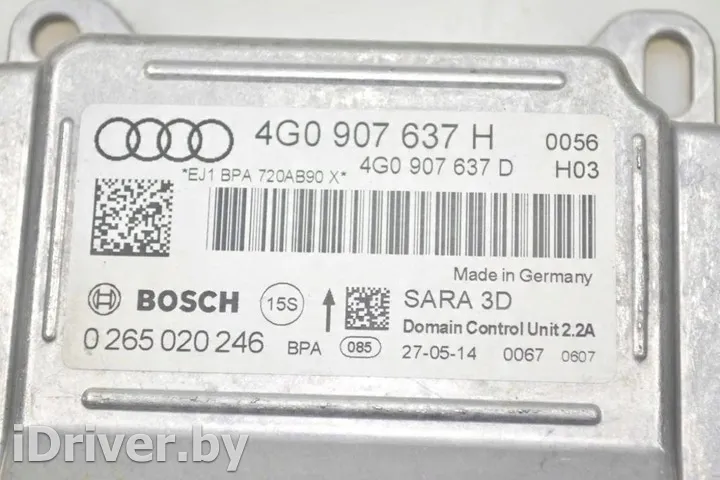 4G0 907 637 H 0056
4G0 907 637 D H03
*EJ1 BPA 720AB90 X*
Made in Germany
BOSCH 15S SARA 3D
Domain Control Unit 2.2A
0 265 020 246 BPA 085 27-05-14 0067 0607
iDriver.by